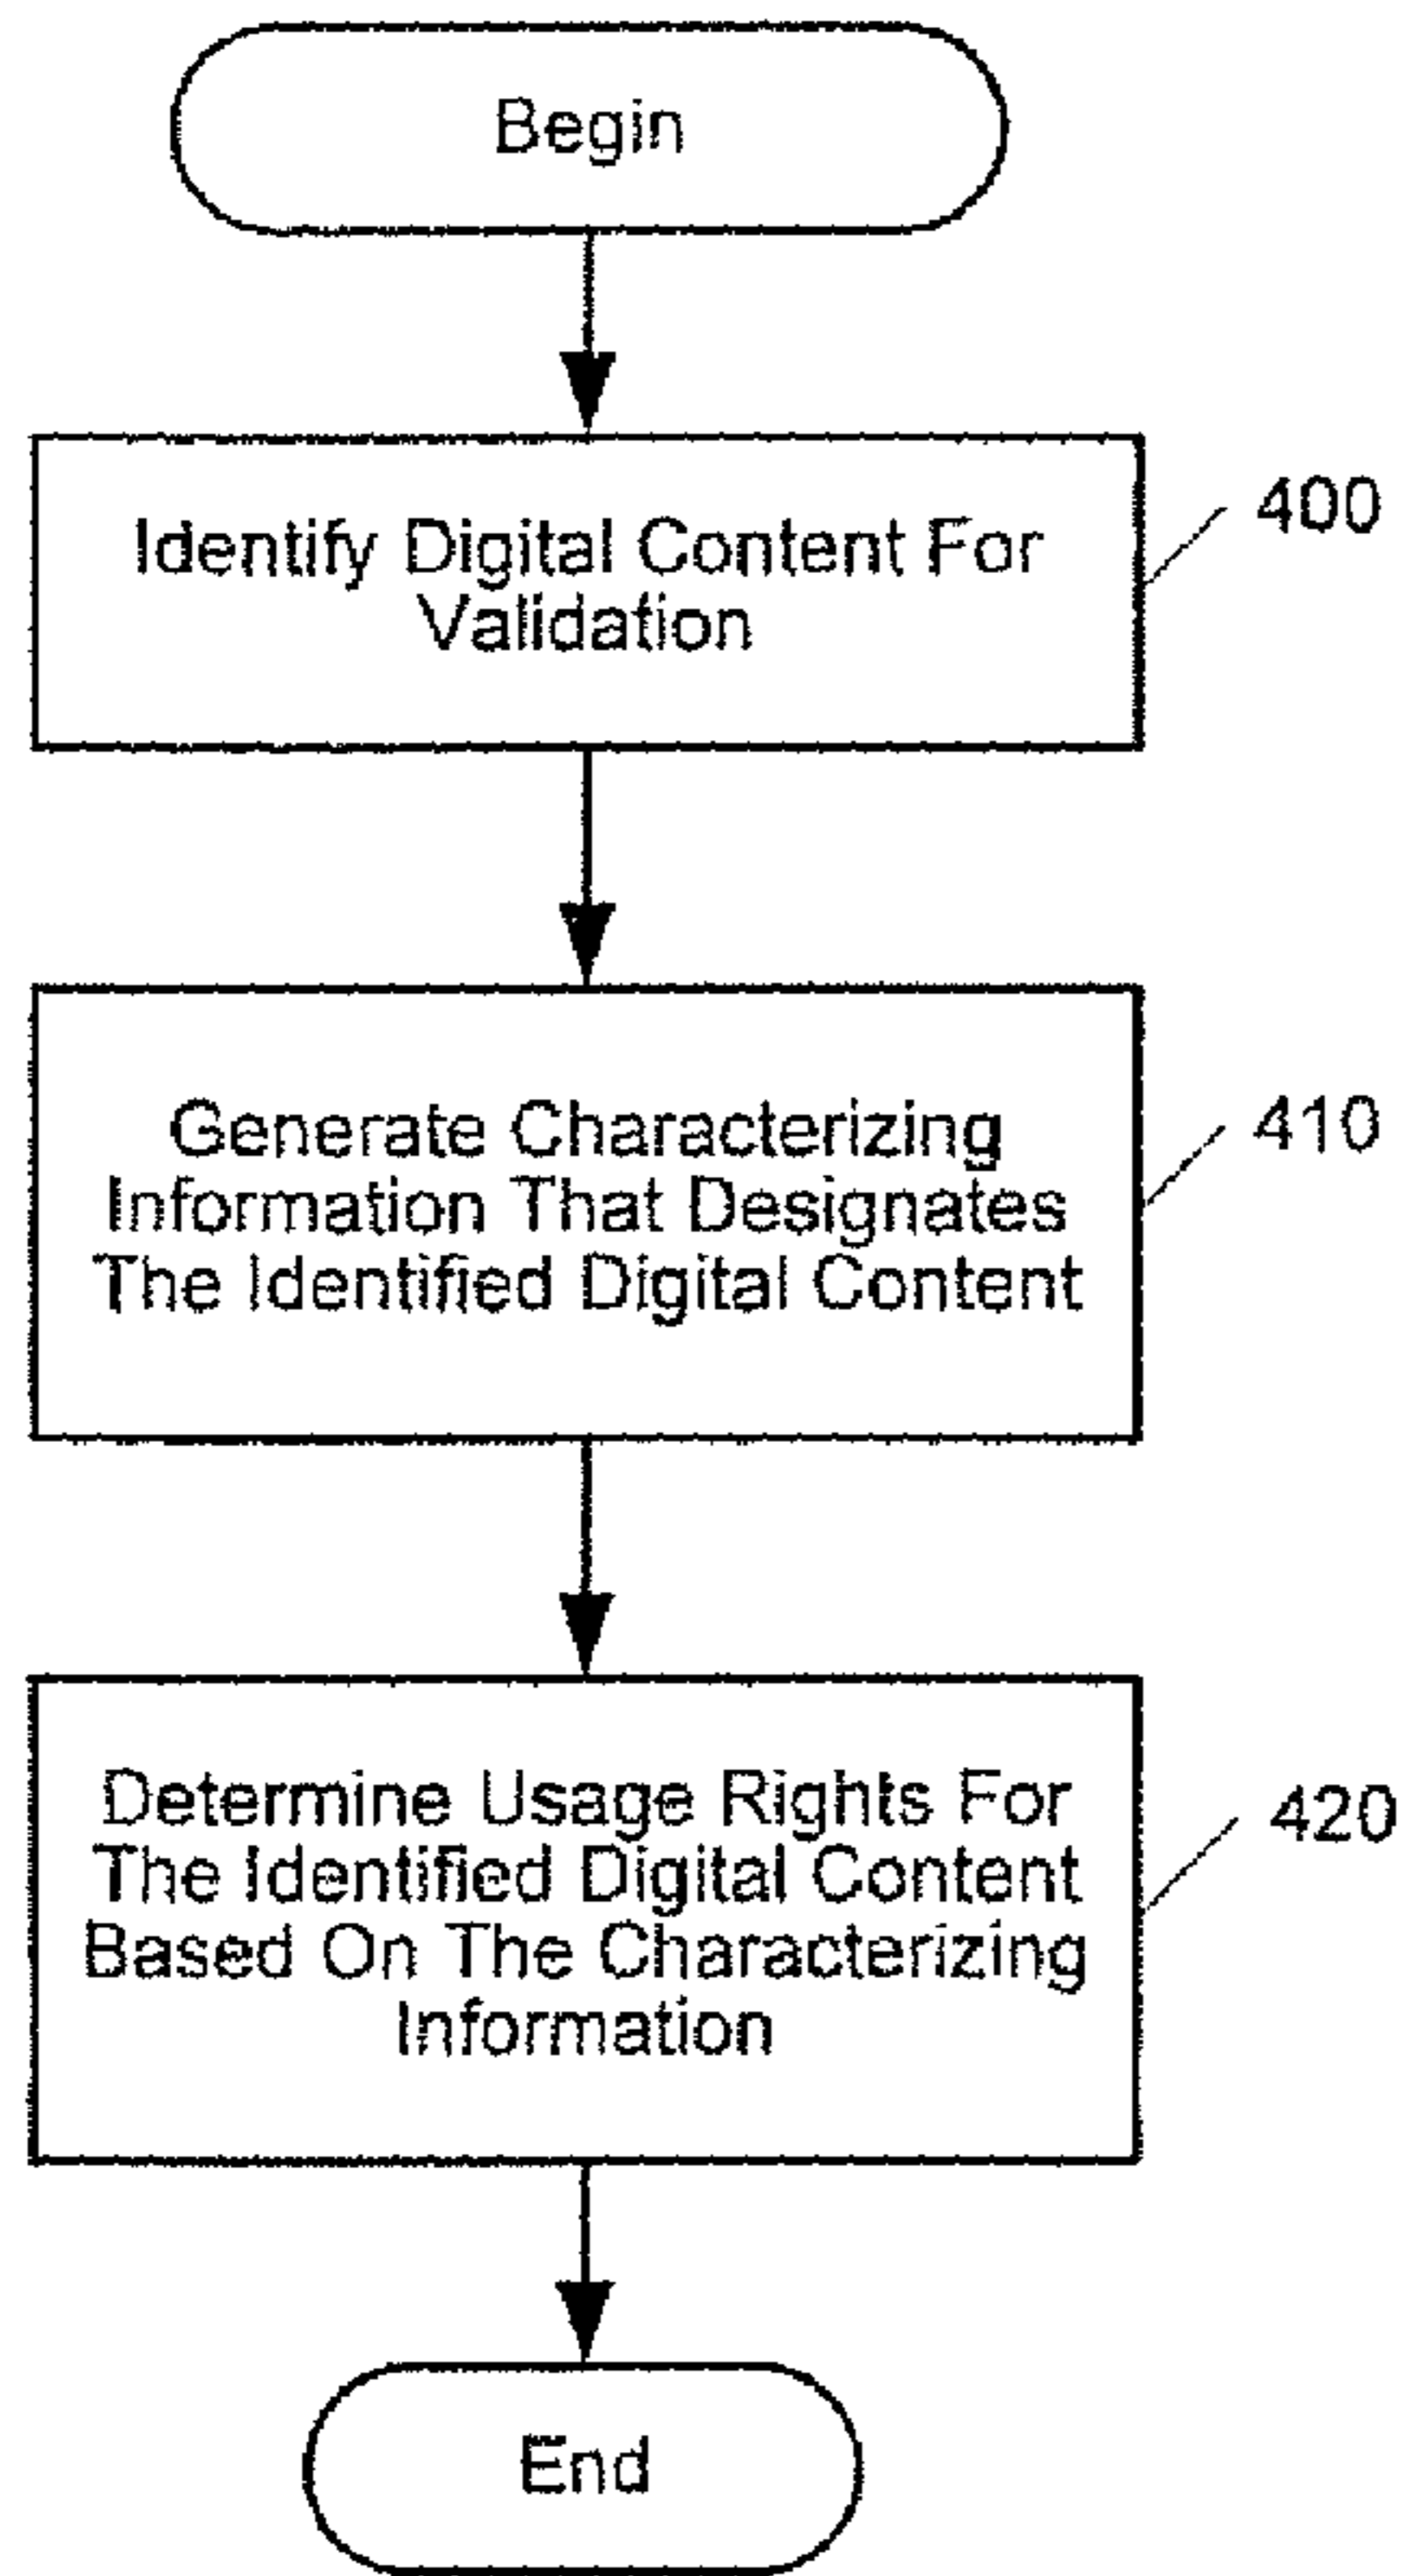 Begin
Identify Digital Content For
Validation
400
Generate Characterizing
Information That Designates
The Identified Digital Content
410
Determine Usage Rights For
The Identified Digital Content
Based On The Characterizing
Information
420
End